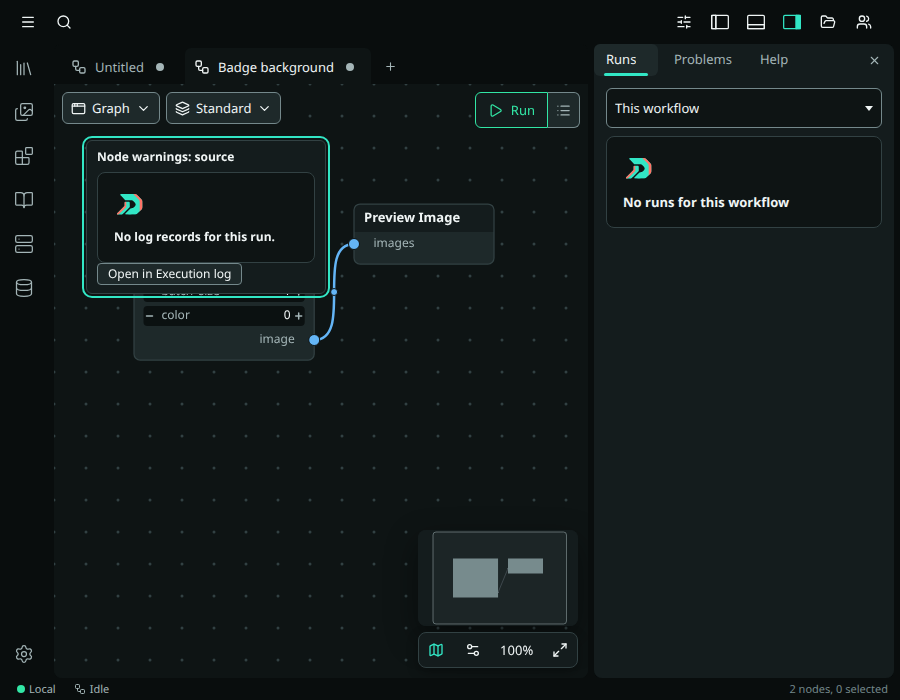 Untitled
Badge background
Runs
Problems
Help
Graph
Standard
Run
This workflow
Node warnings: source
No log records for this run.
Open in Execution log
Preview Image
images
No runs for this workflow
color
0
image
100%
Local
Idle
2 nodes, 0 selected